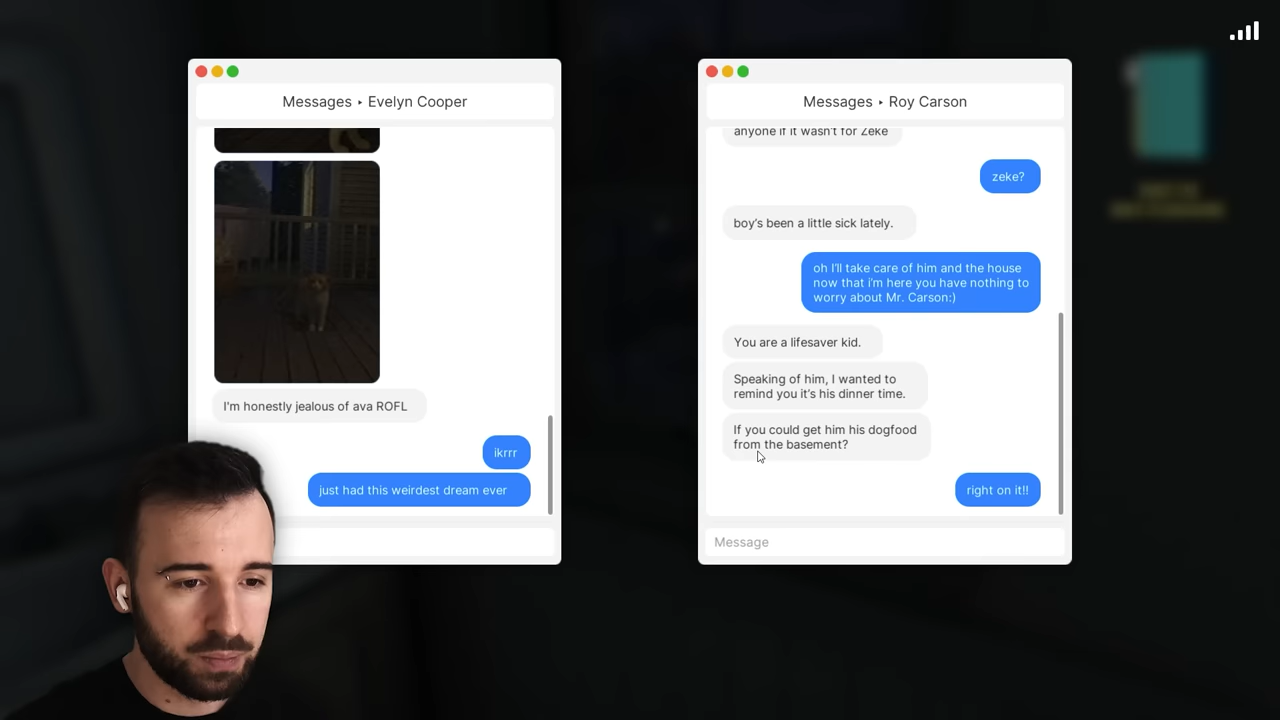 Messages ‣ Evelyn Cooper
I'm honestly jealous of ava ROFL
ikrrr
just had this weirdest dream ever
Messages ‣ Roy Carson
anyone if it wasn't for Zeke
zeke?
boy's been a little sick lately.
oh I'll take care of him and the house
now that i'm here you have nothing to
worry about Mr. Carson:)
You are a lifesaver kid.
Speaking of him, I wanted to
remind you it's his dinner time.
If you could get him his dogfood
from the basement?
right on it!!
Message